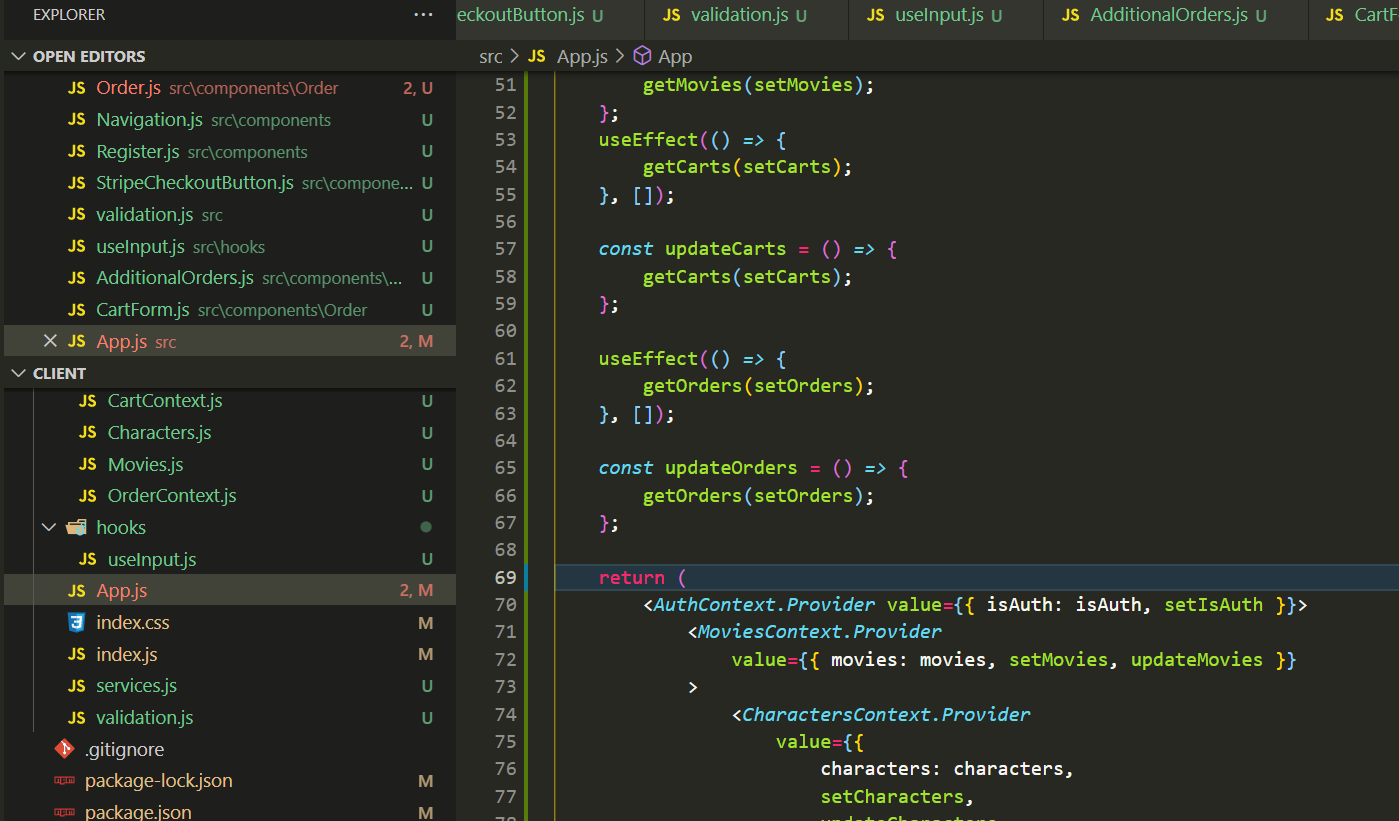 EXPLORER ...
OPEN EDITORS
JS Order.js src\components\Order 2, U
JS Navigation.js src\components U
JS Register.js src\components U
JS StripeCheckoutButton.js src\compone... U
JS validation.js src U
JS useInput.js src\hooks U
JS AdditionalOrders.js src\components\... U
JS CartForm.js src\components\Order U
JS App.js src 2, M
CLIENT
JS CartContext.js U
JS Characters.js U
JS Movies.js U
JS OrderContext.js U
hooks
JS useInput.js U
JS App.js 2, M
index.css M
JS index.js M
JS services.js U
JS validation.js U
.gitignore
package-lock.json M
package.json M
eckoutButton.js U JS validation.js U JS useInput.js U JS AdditionalOrders.js U JS CartF
src > JS App.js > App
51 getMovies(setMovies);
52 };
53 useEffect(() => {
54 getCarts(setCarts);
55 }, []);
56
57 const updateCarts = () => {
58 getCarts(setCarts);
59 };
60
61 useEffect(() => {
62 getOrders(setOrders);
63 }, []);
64
65 const updateOrders = () => {
66 getOrders(setOrders);
67 };
68
69 return (
70 <AuthContext.Provider value={{ isAuth: isAuth, setIsAuth }}>
71 <MoviesContext.Provider
72 value={{ movies: movies, setMovies, updateMovies }}
73 >
74 <CharactersContext.Provider
75 value={{
76 characters: characters,
77 setCharacters,
78 updateCharacters